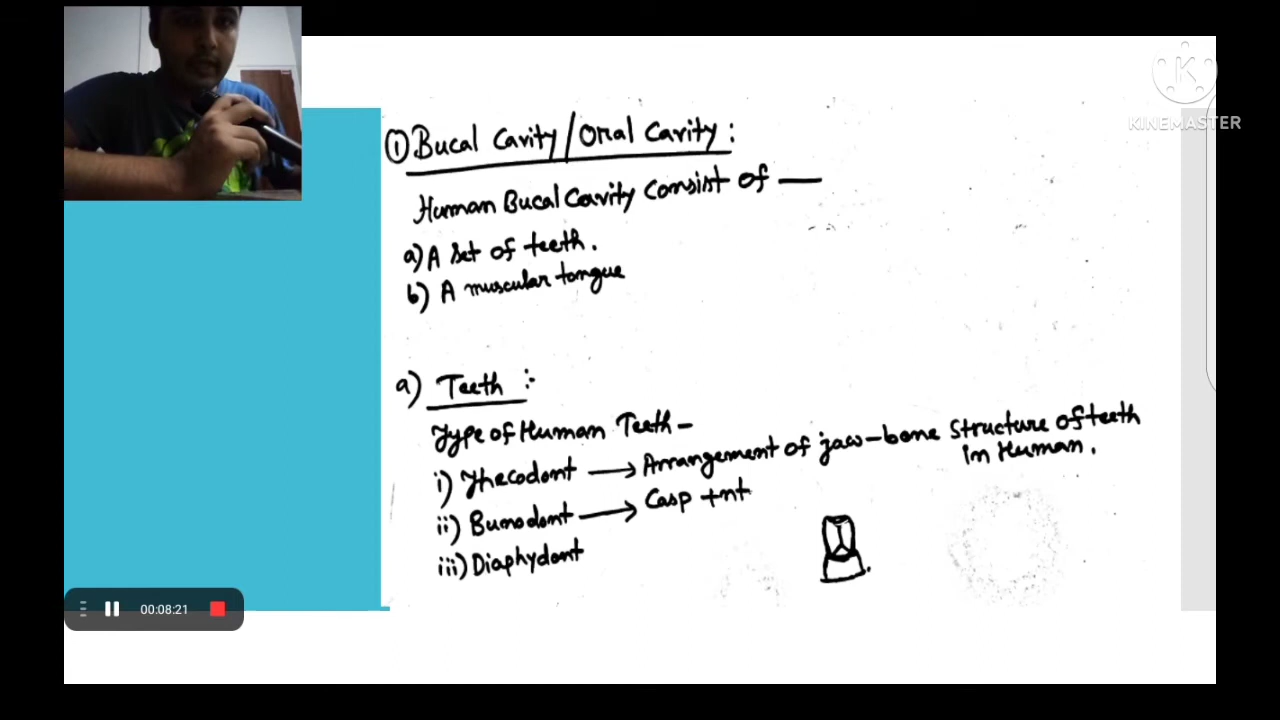 KINEMASTER
① Bucal Cavity/Oral Cavity:
Human Bucal Cavity Consist of —
a) A set of teeth.
b) A muscular tongue
a) Teeth :-
Type of Human Teeth-
i) Thecodont → Arrangement of jaw-bone structure of teeth
in Human.
ii) Bunodont → Casp +nt
iii) Diaphydont
00:08:21